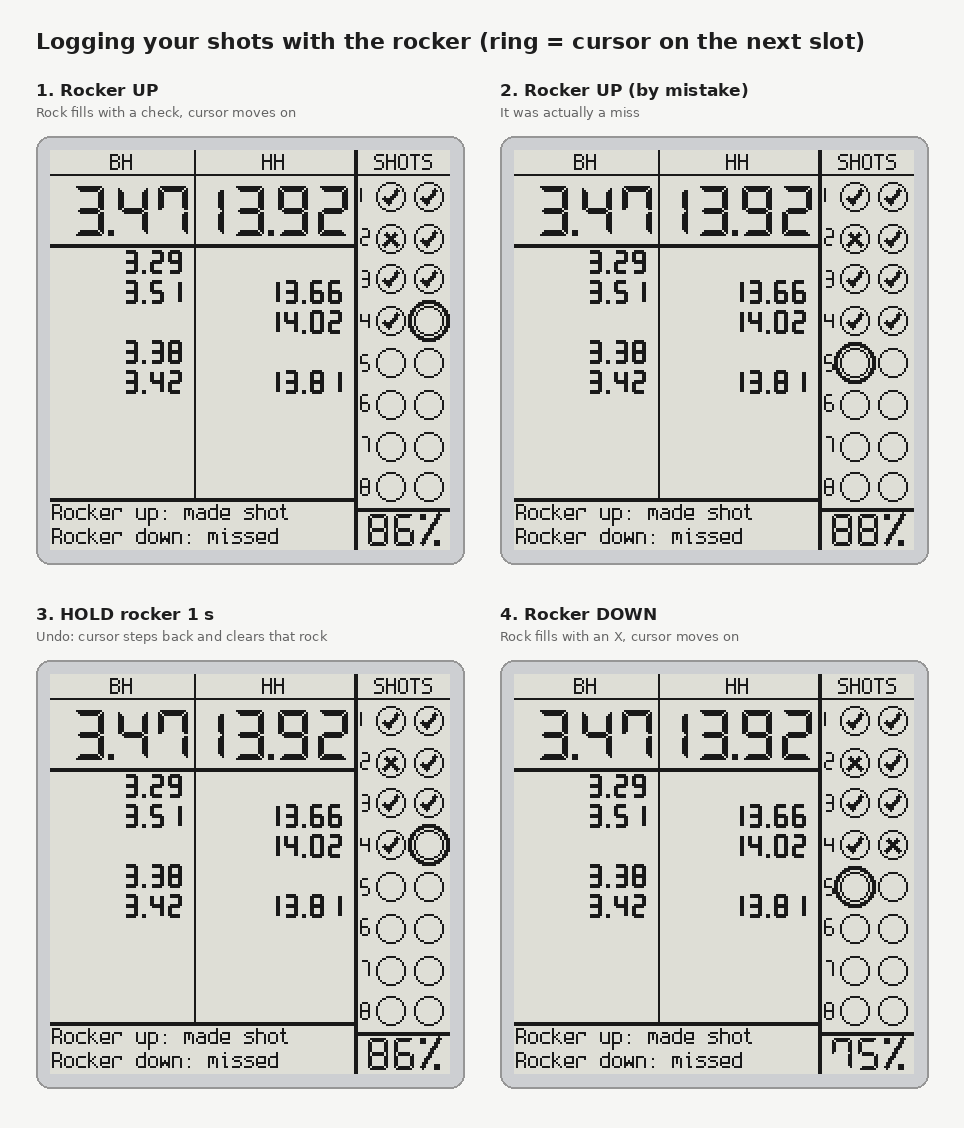 Logging your shots with the rocker (ring = cursor on the next slot)
1. Rocker UP
Rock fills with a check, cursor moves on
BH HH SHOTS
3.47 13.92
1
2
3.29
3.51 13.66
3
14.02
4
3.38
5
3.42 13.81
6
7
8
Rocker up: made shot
Rocker down: missed
86%
2. Rocker UP (by mistake)
It was actually a miss
BH HH SHOTS
3.47 13.92
1
2
3.29
3.51 13.66
3
14.02
4
3.38
5
3.42 13.81
6
7
8
Rocker up: made shot
Rocker down: missed
88%
3. HOLD rocker 1 s
Undo: cursor steps back and clears that rock
BH HH SHOTS
3.47 13.92
1
2
3.29
3.51 13.66
3
14.02
4
3.38
5
3.42 13.81
6
7
8
Rocker up: made shot
Rocker down: missed
86%
4. Rocker DOWN
Rock fills with an X, cursor moves on
BH HH SHOTS
3.47 13.92
1
2
3.29
3.51 13.66
3
14.02
4
3.38
5
3.42 13.81
6
7
8
Rocker up: made shot
Rocker down: missed
75%